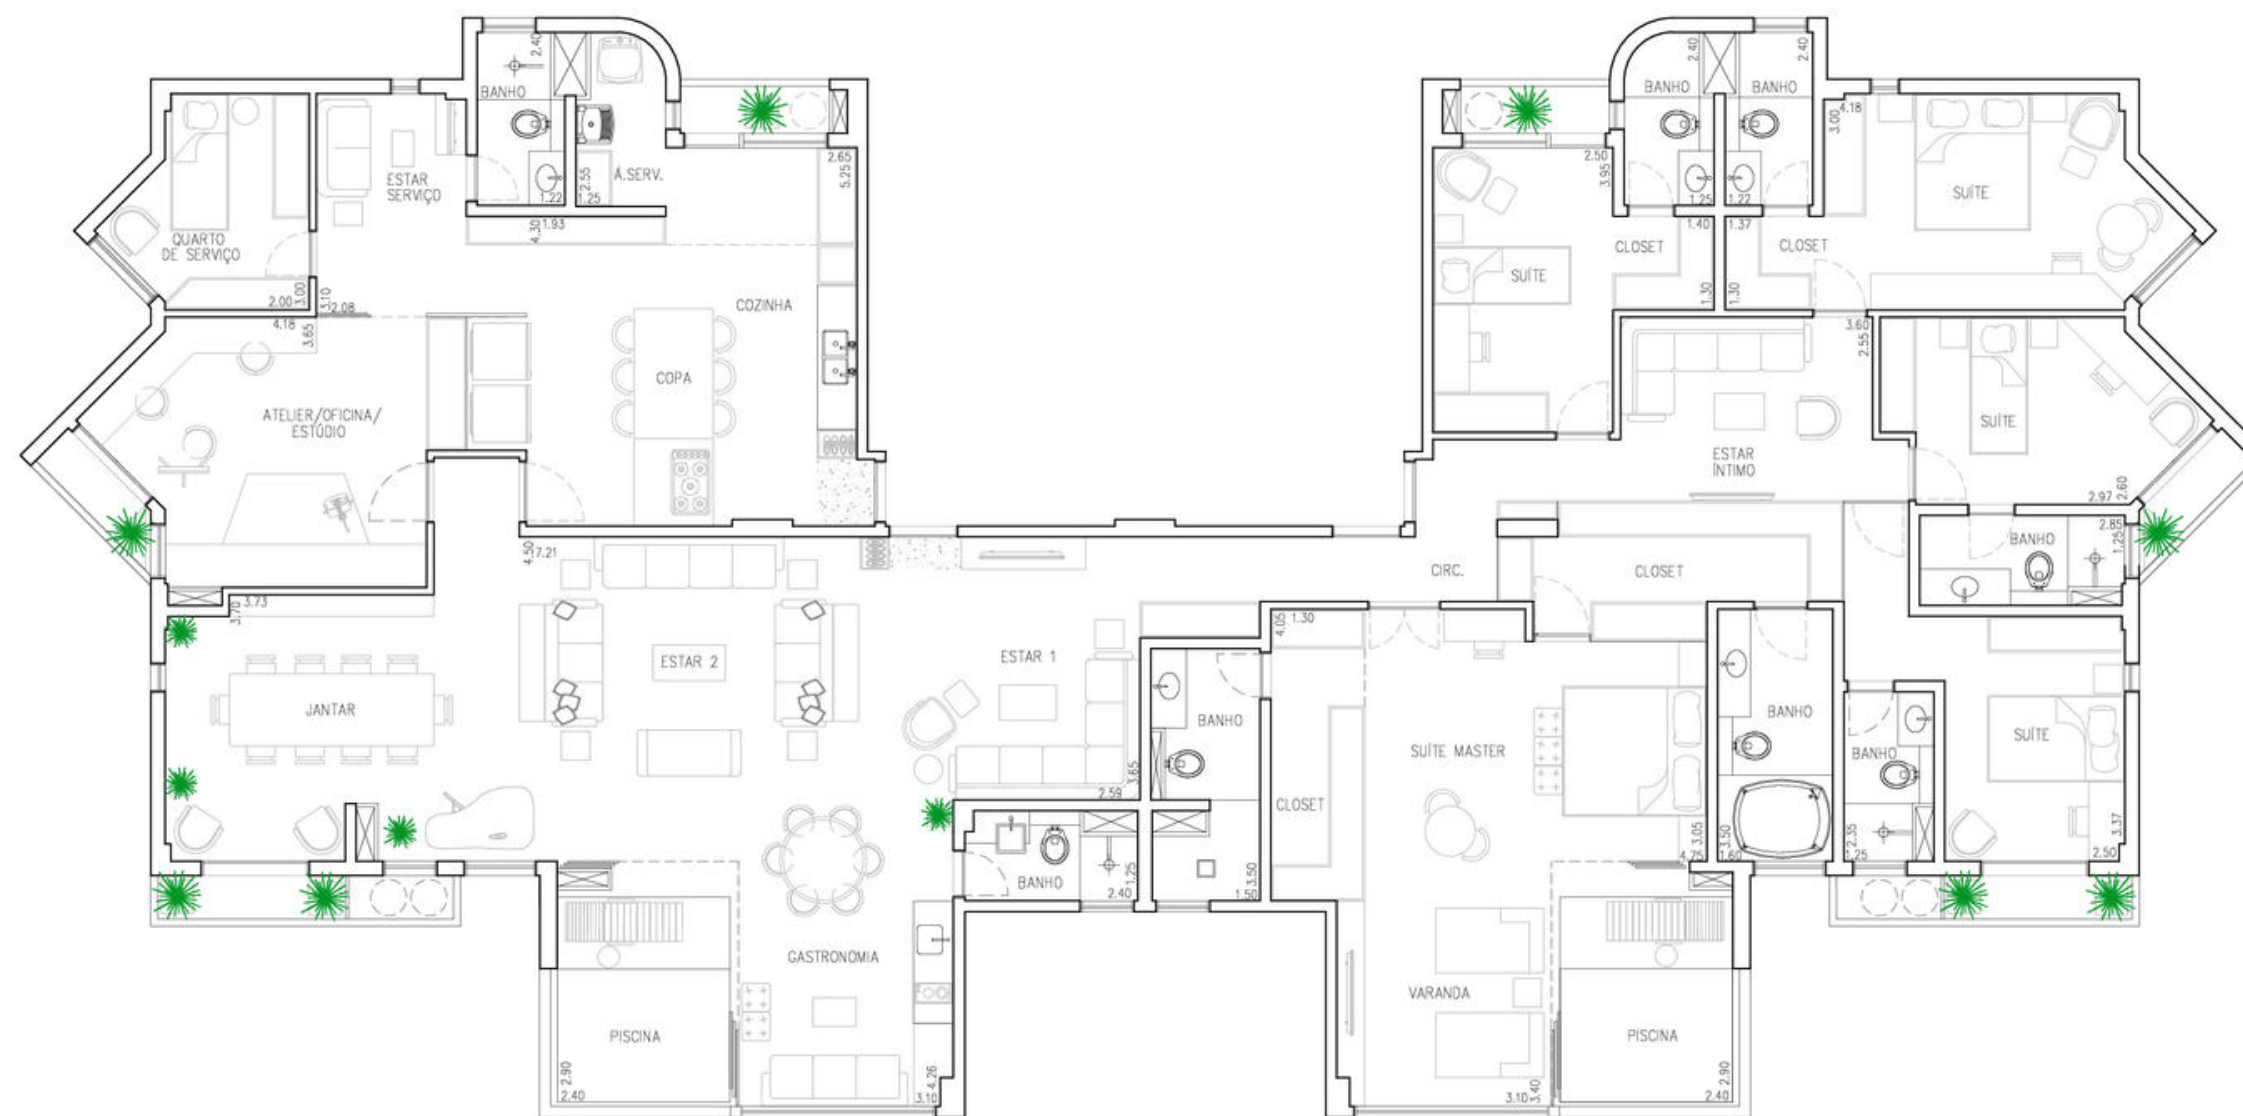 2.40
BANHO
1.22
Á.SERV.
2.55
1.25
2.65
5.25
ESTAR
SERVIÇO
QUARTO
DE SERVIÇO
2.00
3.00
3.10
2.08
4.30
1.93
COZINHA
COPA
4.18
3.65
ATELIER/OFICINA/
ESTÚDIO
2.40
BANHO
1.25
2.40
BANHO
1.22
2.50
3.95
1.40
CLOSET
1.30
SUÍTE
1.37
CLOSET
1.30
4.18
3.00
SUÍTE
3.60
2.55
ESTAR
ÍNTIMO
SUÍTE
2.97
2.60
BANHO
2.85
1.25
4.50
7.21
3.70
3.73
JANTAR
ESTAR 2
ESTAR 1
2.59
3.65
CIRC.
CLOSET
4.05
1.30
BANHO
3.50
1.50
CLOSET
SUÍTE MASTER
3.05
4.75
BANHO
3.50
1.60
BANHO
2.35
1.25
SUÍTE
3.37
2.50
BANHO
2.40
1.25
GASTRONOMIA
4.26
3.10
PISCINA
2.90
2.40
VARANDA
3.10
3.40
PISCINA
2.90
2.40